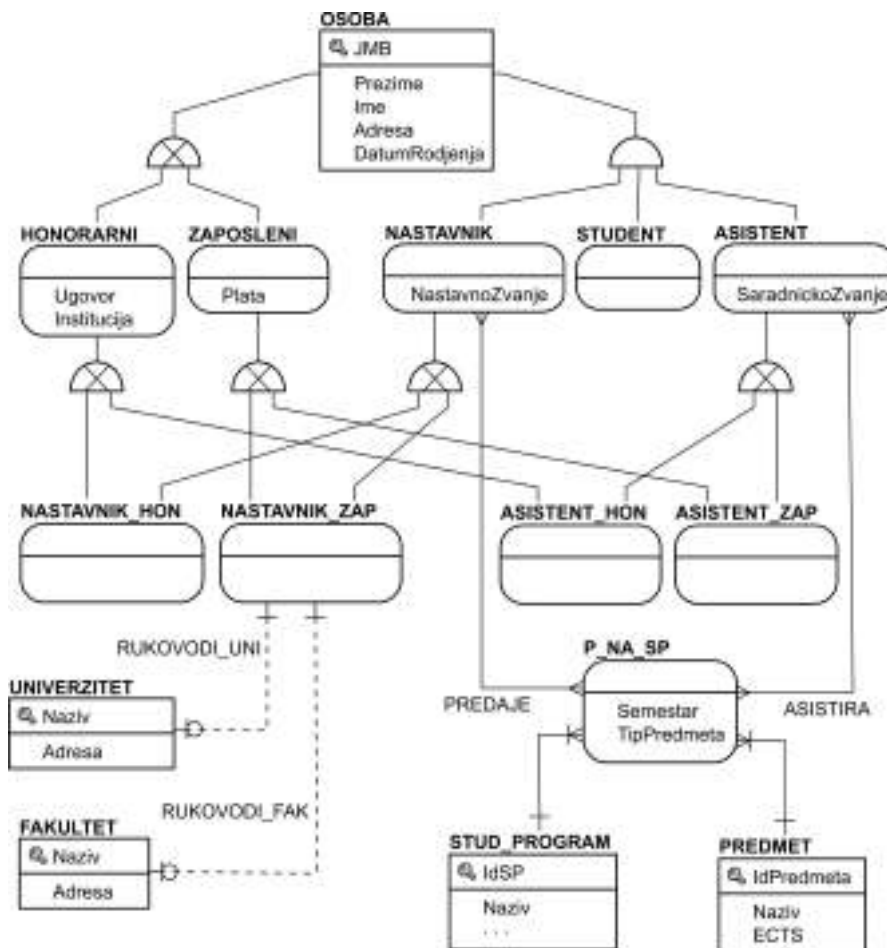 OSOBA
JMB
Prezime
Ime
Adresa
DatumRodjenja
HONORARNI
ZAPOSLENI
NASTAVNIK
STUDENT
ASISTENT
Ugovor
Institucija
Plata
NastavnoZvanje
SaradnickoZvanje
NASTAVNIK_HON
NASTAVNIK_ZAP
ASISTENT_HON
ASISTENT_ZAP
RUKOVODI_UNI
P_NA_SP
UNIVERZITET
Naziv
Adresa
PREDAJE
Semestar
TipPredmeta
ASISTIRA
RUKOVODI_FAK
FAKULTET
Naziv
Adresa
STUD_PROGRAM
IdSP
Naziv
. . .
PREDMET
IdPredmeta
Naziv
ECTS